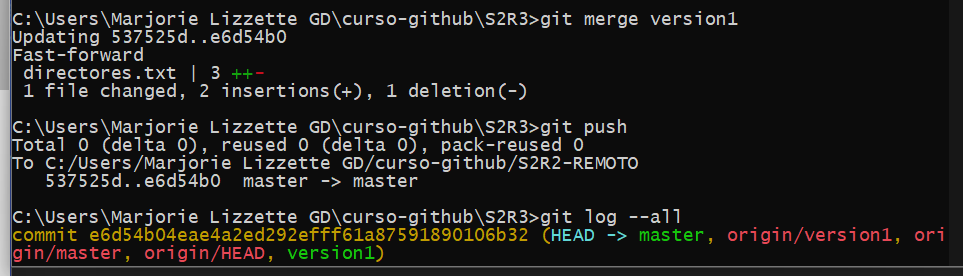 C:\Users\Marjorie Lizzette GD\curso-github\S2R3>git merge version1
Updating 537525d..e6d54b0
Fast-forward
 directores.txt | 3 ++-
 1 file changed, 2 insertions(+), 1 deletion(-)
C:\Users\Marjorie Lizzette GD\curso-github\S2R3>git push
Total 0 (delta 0), reused 0 (delta 0), pack-reused 0
To C:/Users/Marjorie Lizzette GD/curso-github/S2R2-REMOTO
   537525d..e6d54b0  master -> master
C:\Users\Marjorie Lizzette GD\curso-github\S2R3>git log --all
commit e6d54b04eae4a2ed292efff61a87591890106b32 (HEAD -> master, origin/version1, ori
gin/master, origin/HEAD, version1)